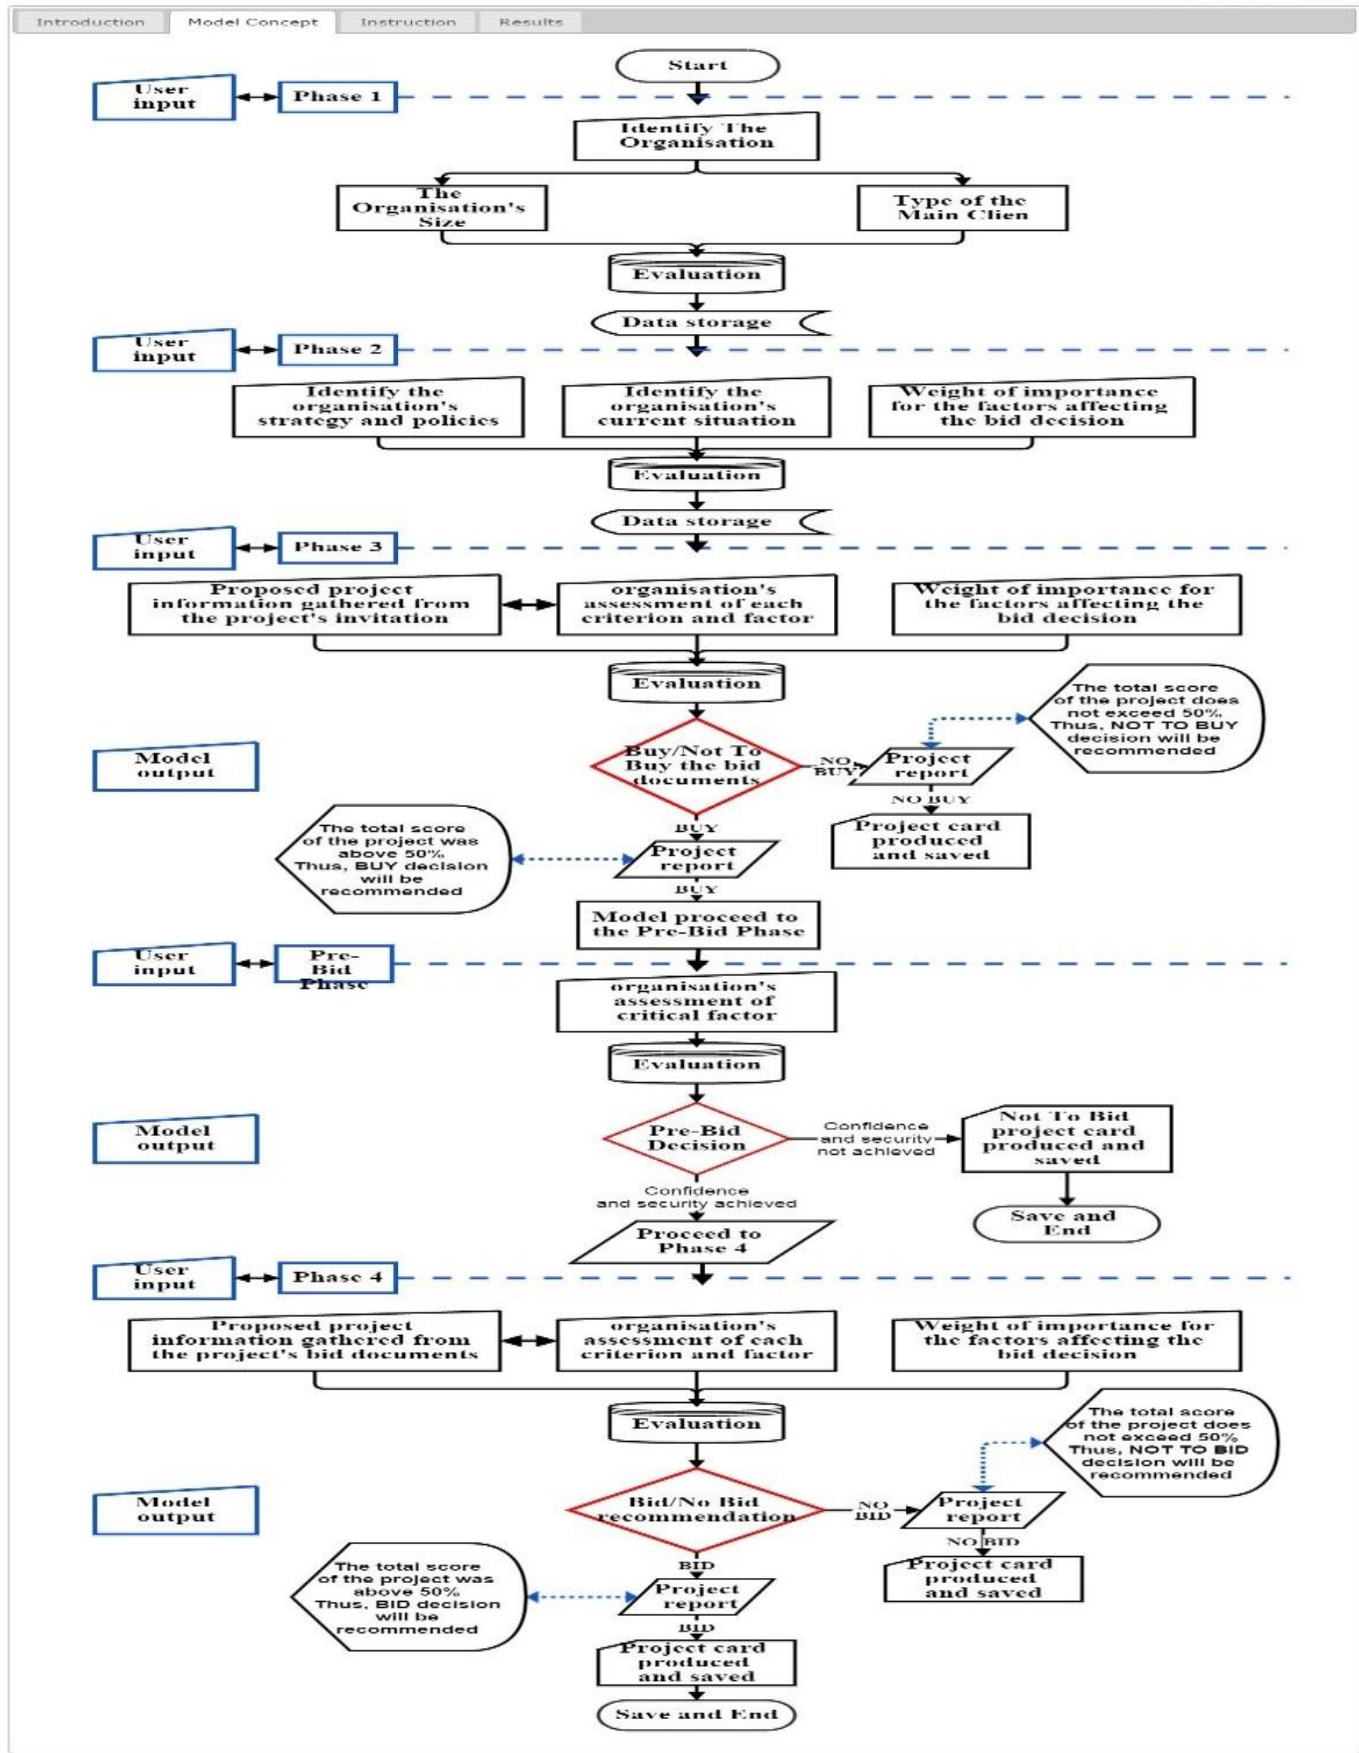 Introduction
Model Concept
Instruction
Results
Start
User
input
Phase 1
Identify The
Organisation
The
Organisation's
Size
Type of the
Main Clien
Evaluation
Data storage
User
input
Phase 2
Identify the
organisation's
strategy and policies
Identify the
organisation's
current situation
Weight of importance
for the factors affecting
the bid decision
Evaluation
Data storage
User
input
Phase 3
Proposed project
information gathered from
the project's invitation
organisation's
assessment of each
criterion and factor
Weight of importance for
the factors affecting the
bid decision
Evaluation
The total score
of the project does
not exceed 50%
Thus, NOT TO BUY
decision will be
recommended
Model
output
Buy/Not To
Buy the bid
documents
NO
BUY
Project
report
NO BUY
Project card
produced
and saved
BUY
The total score
of the project was
above 50%
Thus, BUY decision
will be
recommended
Project
report
BUY
Model proceed to
the Pre-Bid Phase
User
input
Pre-
Bid
Phase
organisation's
assessment of
critical factor
Evaluation
Model
output
Pre-Bid
Decision
Confidence
and security
not achieved
Not To Bid
project card
produced and
saved
Confidence
and security achieved
Save and
End
Proceed to
Phase 4
User
input
Phase 4
Proposed project
information gathered from
the project's bid documents
organisation's
assessment of each
criterion and factor
Weight of importance for
the factors affecting the
bid decision
Evaluation
The total score
of the project does
not exceed 50%
Thus, NOT TO BID
decision will be
recommended
Model
output
Bid/No Bid
recommendation
NO
BID
Project
report
NO BID
Project card
produced
and saved
BID
The total score
of the project was
above 50%
Thus, BID decision
will be
recommended
Project
report
BID
Project card
produced
and saved
Save and End